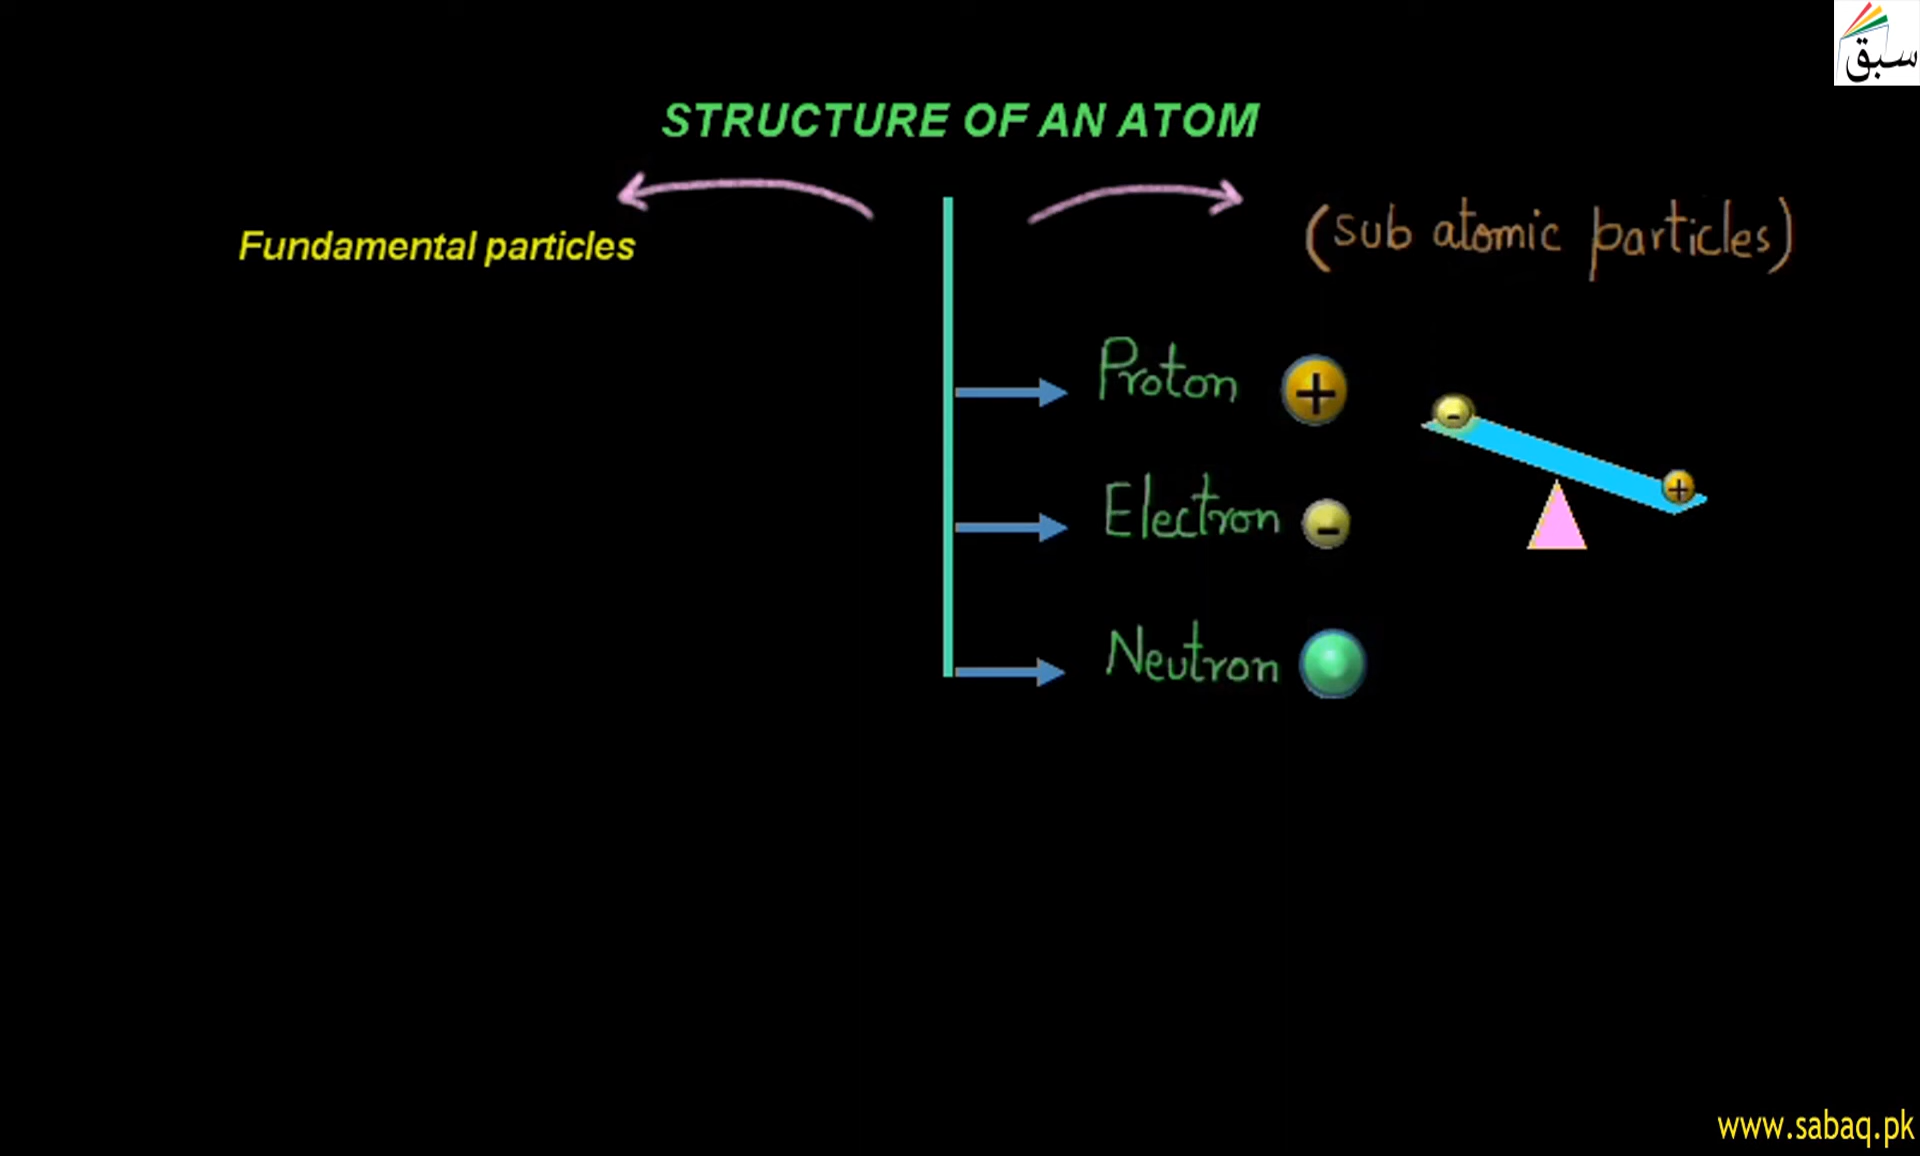 سبق
STRUCTURE OF AN ATOM
Fundamental particles
(sub atomic particles)
Proton +
Electron -
- +
Neutron
www.sabaq.pk